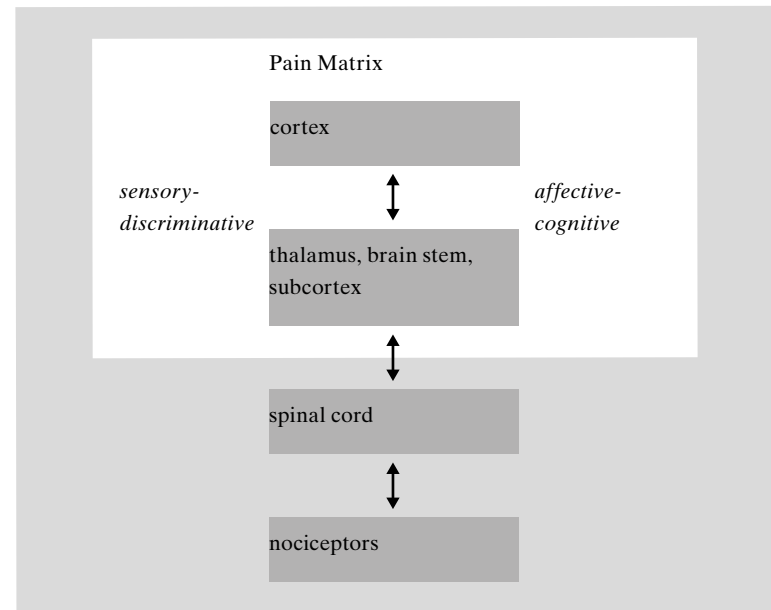 Pain Matrix
cortex
sensory-
discriminative
affective-
cognitive
thalamus, brain stem,
subcortex
spinal cord
nociceptors